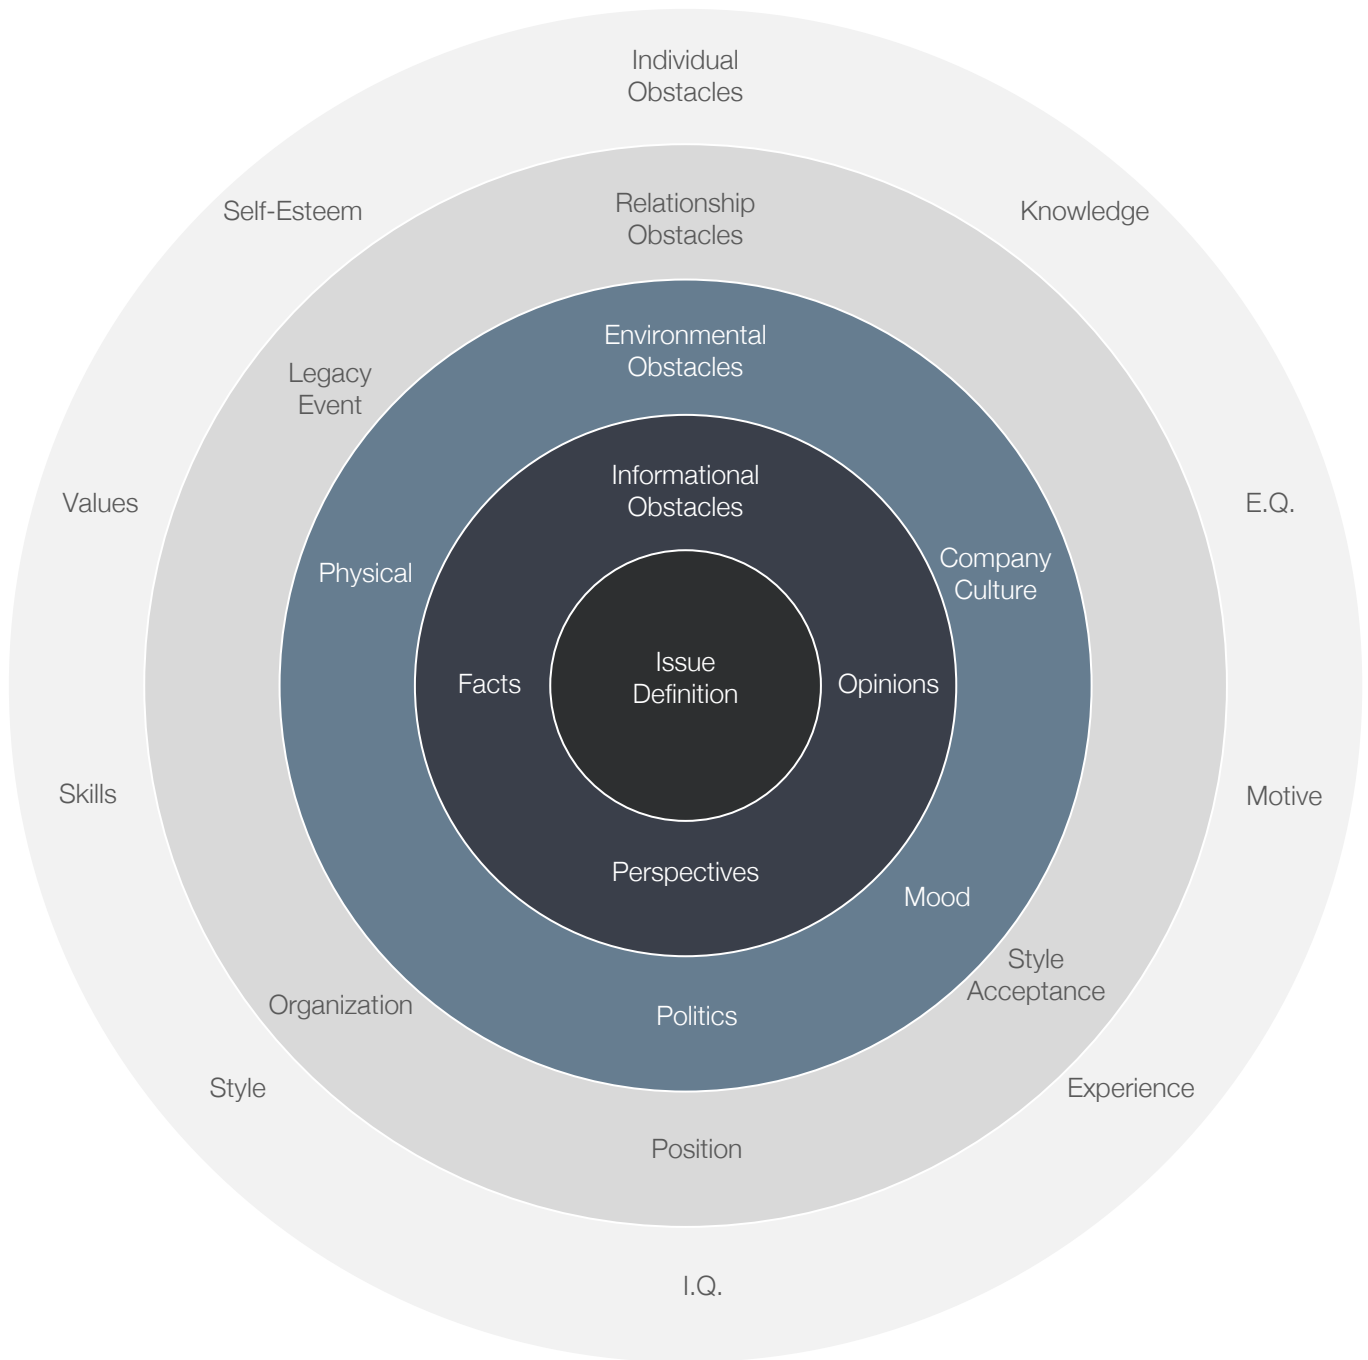 Individual
Obstacles
Self-Esteem
Relationship
Obstacles
Knowledge
Environmental
Obstacles
Legacy
Event
Informational
Obstacles
Values
E.Q.
Physical
Company
Culture
Issue
Definition
Facts
Opinions
Skills
Motive
Perspectives
Mood
Style
Acceptance
Organization
Politics
Style
Experience
Position
I.Q.